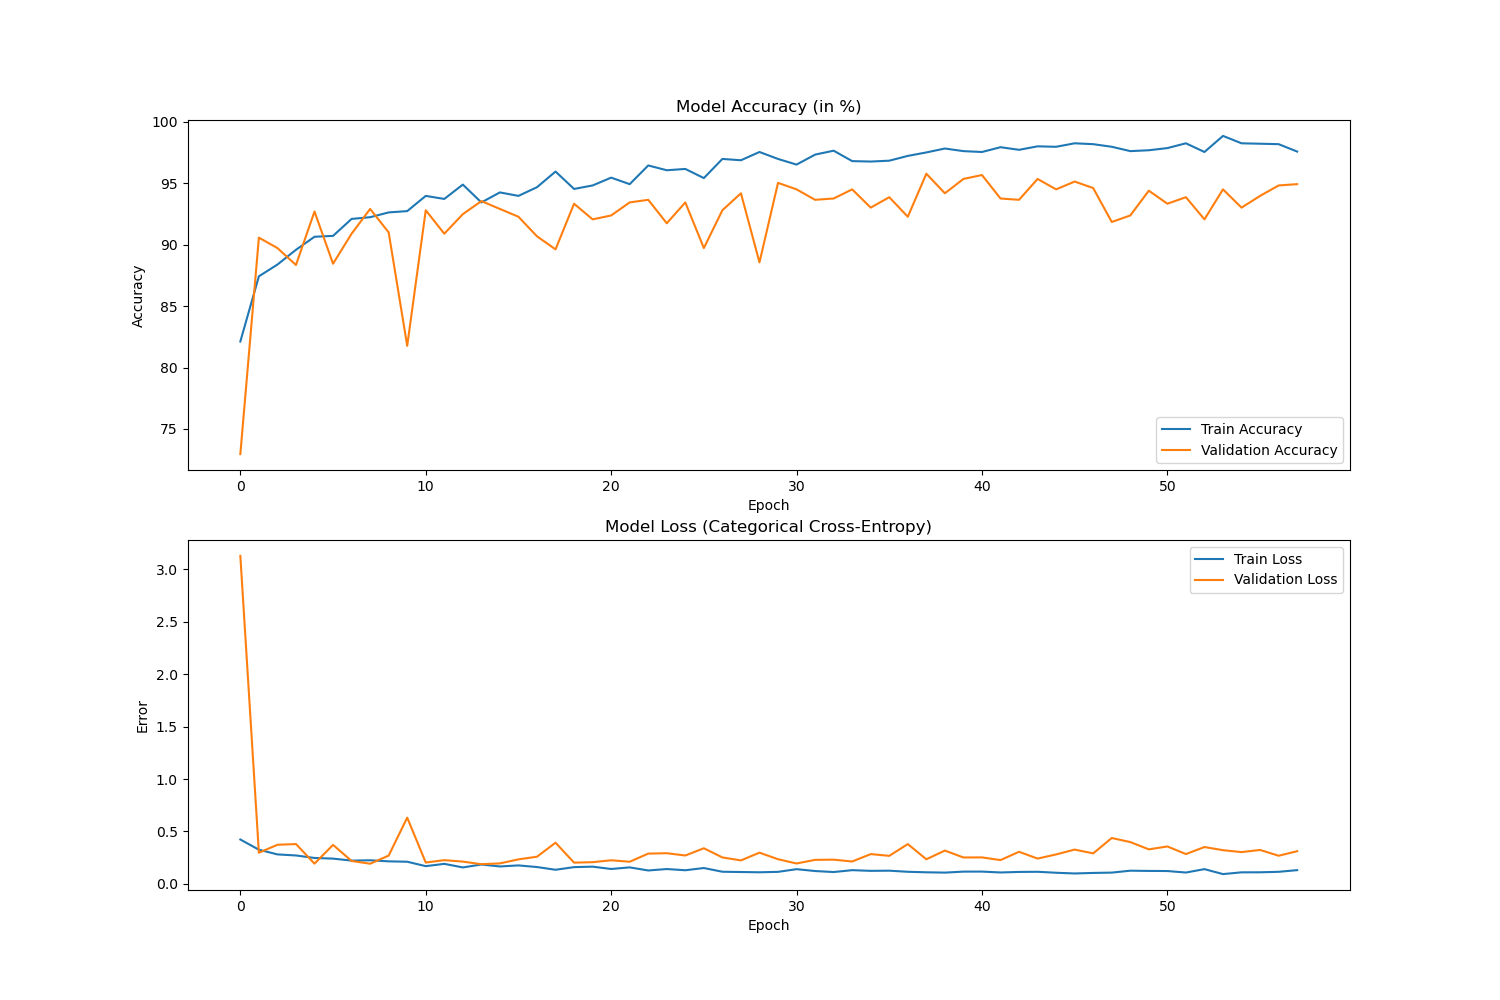 Model Accuracy (in %)
100
95
90
85
80
75
Accuracy
Train Accuracy
Validation Accuracy
0 10 20 30 40 50
Epoch
Model Loss (Categorical Cross-Entropy)
3.0
2.5
2.0
1.5
1.0
0.5
0.0
Error
Train Loss
Validation Loss
0 10 20 30 40 50
Epoch